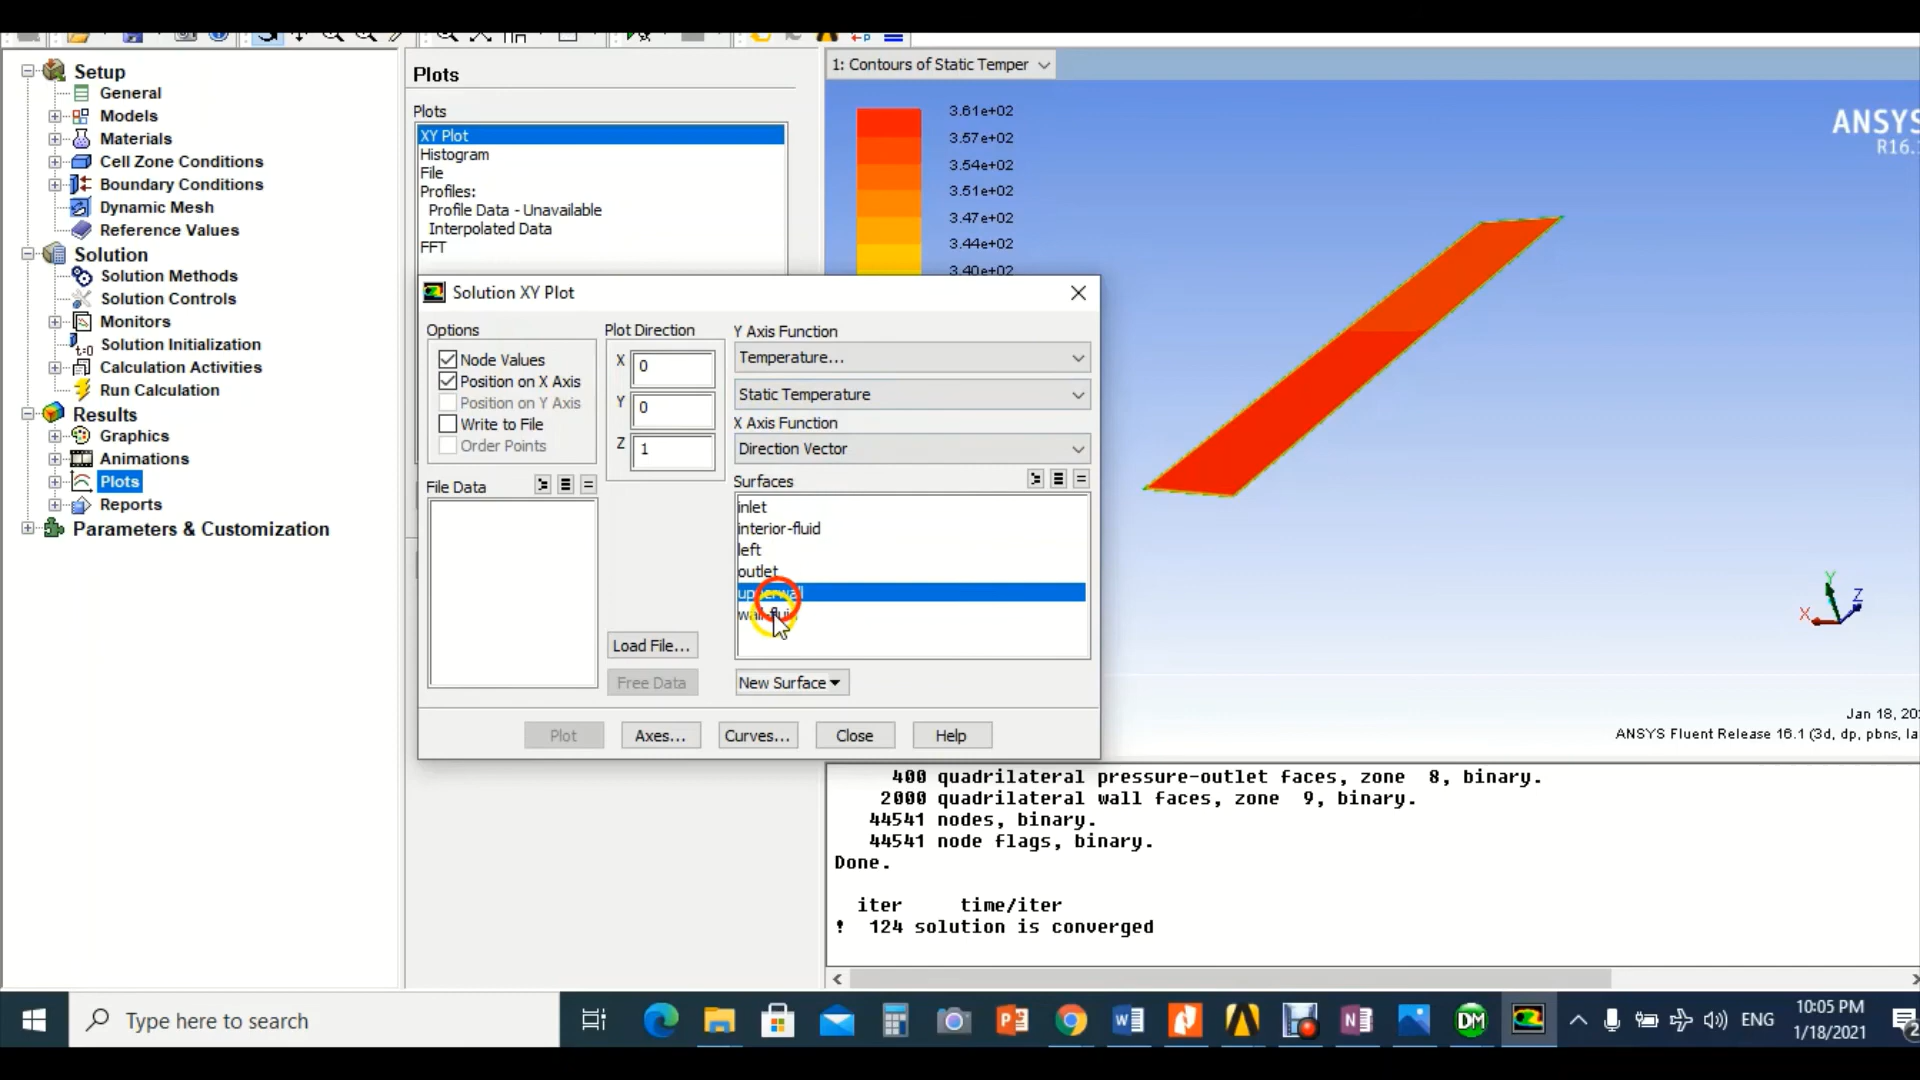 Setup
General
Models
Materials
Cell Zone Conditions
Boundary Conditions
Dynamic Mesh
Reference Values
Solution
Solution Methods
Solution Controls
Monitors
Solution Initialization
Calculation Activities
Run Calculation
Results
Graphics
Animations
Plots
Reports
Parameters & Customization
Plots
Plots
XY Plot
Histogram
File
Profiles:
Profile Data - Unavailable
Interpolated Data
FFT
1: Contours of Static Temper
3.61e+02
3.57e+02
3.54e+02
3.51e+02
3.47e+02
3.44e+02
3.40e+02
ANSYS
R16.
Y
Z
X
Jan 18, 20
ANSYS Fluent Release 16.1 (3d, dp, pbns, la
Solution XY Plot
Options
Node Values
Position on X Axis
Position on Y Axis
Write to File
Order Points
Plot Direction
X 0
Y 0
Z 1
Y Axis Function
Temperature...
Static Temperature
X Axis Function
Direction Vector
File Data
Surfaces
inlet
interior-fluid
left
outlet
upperwall
Load File...
Free Data
New Surface
Plot
Axes...
Curves...
Close
Help
400 quadrilateral pressure-outlet faces, zone 8, binary.
2000 quadrilateral wall faces, zone 9, binary.
44541 nodes, binary.
44541 node flags, binary.
Done.
iter time/iter
! 124 solution is converged
Type here to search
ENG
10:05 PM
1/18/2021
2